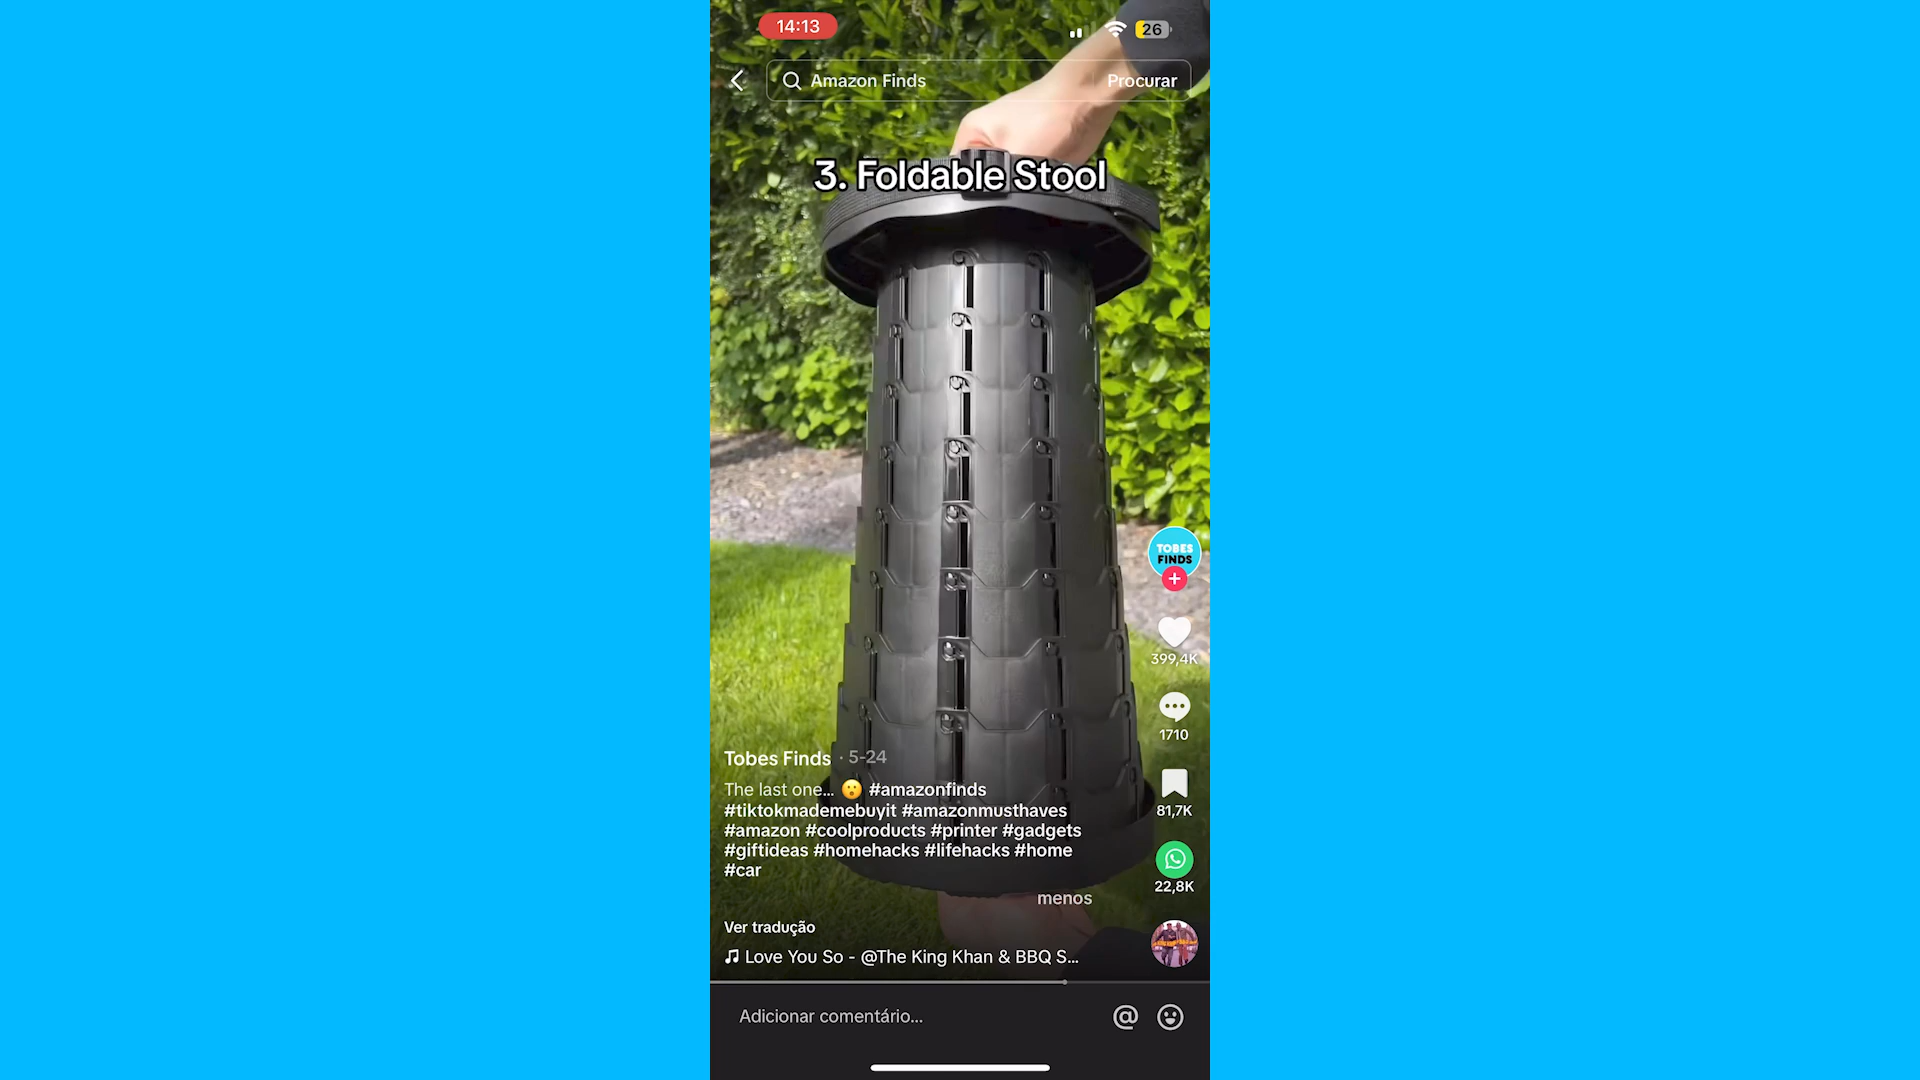 14:13
26
Amazon Finds
Procurar
3. Foldable Stool
TOBES
FINDS
399,4K
1710
81,7K
22,8K
Tobes Finds · 5-24
The last one... 😮 #amazonfinds
#tiktokmademebuyit #amazonmusthaves
#amazon #coolproducts #printer #gadgets
#giftideas #homehacks #lifehacks #home
#car
menos
Ver tradução
Love You So - @The King Khan & BBQ S...
Adicionar comentário...